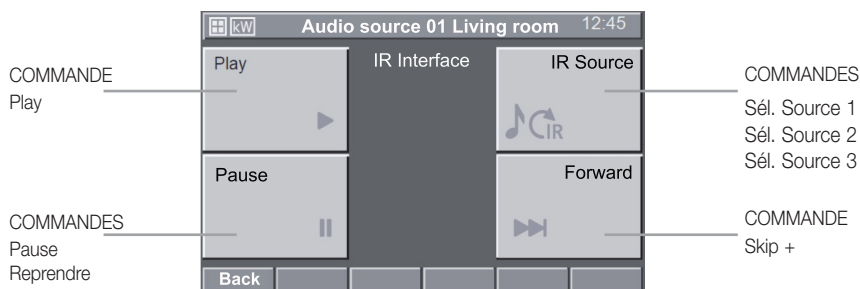 kW Audio source 01 Living room 12:45
COMMANDE
Play
Play
IR Interface
IR Source
IR
COMMANDES
Sél. Source 1
Sél. Source 2
Sél. Source 3
COMMANDES
Pause
Reprendre
Pause
Forward
COMMANDE
Skip +
Back